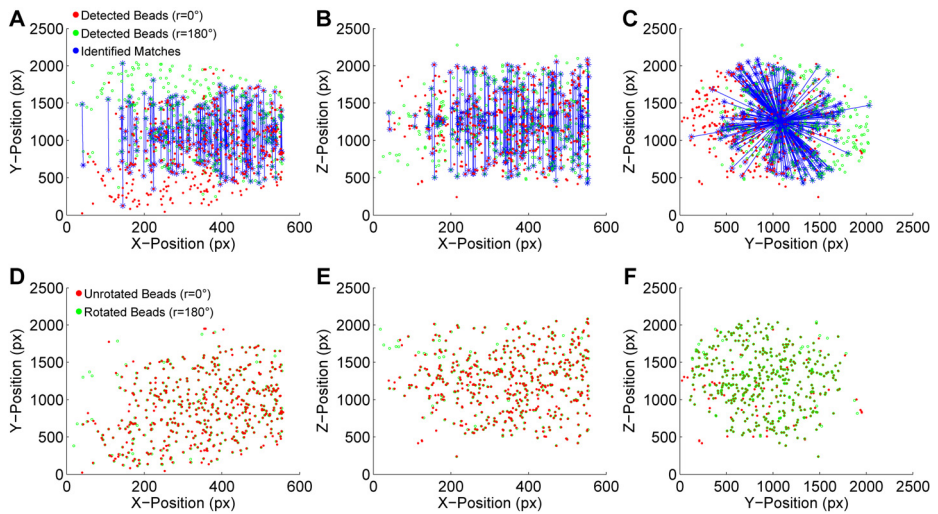 A
Detected Beads (r=0°)
Detected Beads (r=180°)
Identified Matches
2500
2000
1500
1000
500
0
Y−Position (px)
0 200 400 600
X−Position (px)
B
2500
2000
1500
1000
500
0
Z−Position (px)
0 200 400 600
X−Position (px)
C
2500
2000
1500
1000
500
0
Z−Position (px)
0 500 1000 1500 2000 2500
Y−Position (px)
D
Unrotated Beads (r=0°)
Rotated Beads (r=180°)
2500
2000
1500
1000
500
0
Y−Position (px)
0 200 400 600
X−Position (px)
E
2500
2000
1500
1000
500
0
Z−Position (px)
0 200 400 600
X−Position (px)
F
2500
2000
1500
1000
500
0
Z−Position (px)
0 500 1000 1500 2000 2500
Y−Position (px)